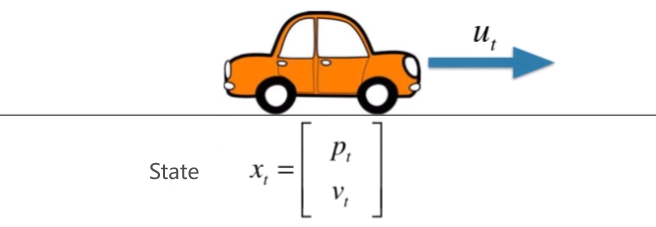 u_t
State x_t = [ p_t
v_t ]